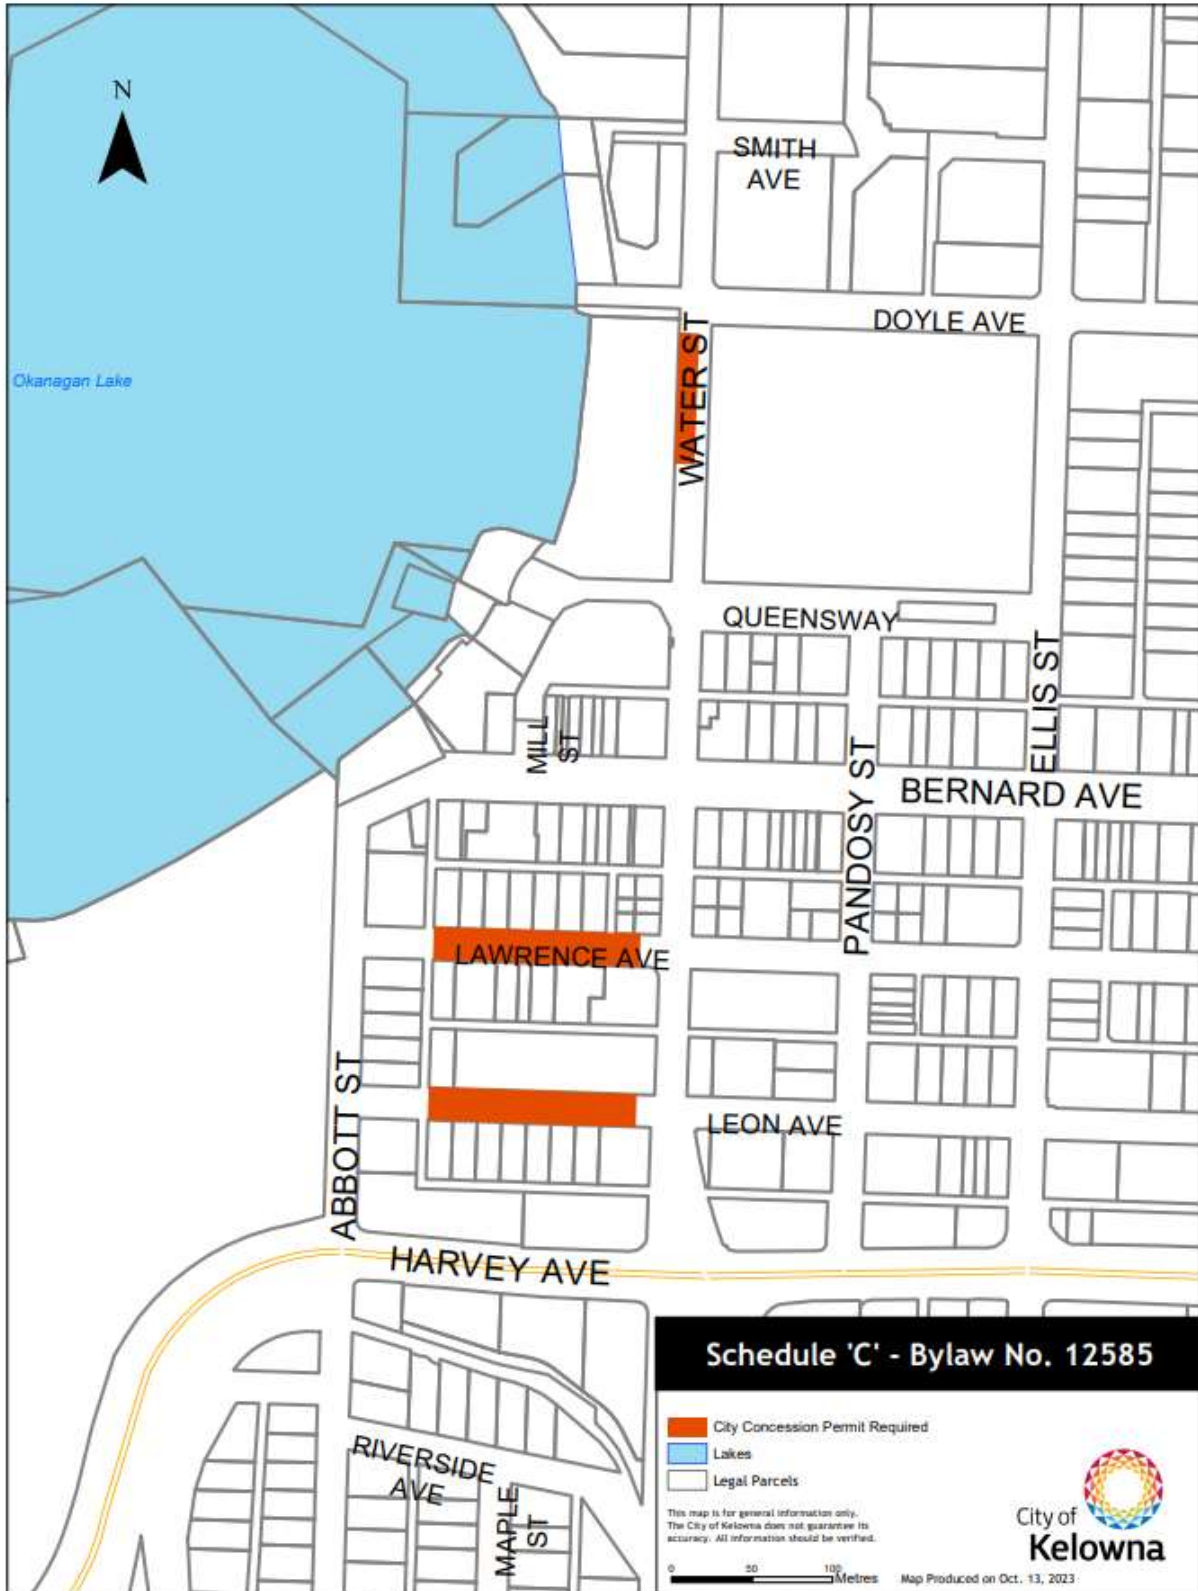 N
SMITH
AVE
DOYLE AVE
WATER ST
Okanagan Lake
QUEENSWAY
ELLIS ST
MILL
ST
PANDOSY ST
BERNARD AVE
LAWRENCE AVE
ABBOTT ST
LEON AVE
HARVEY AVE
RIVERSIDE
AVE
MAPLE
ST
Schedule 'C' - Bylaw No. 12585
City Concession Permit Required
Lakes
Legal Parcels
This map is for general information only.
The City of Kelowna does not guarantee its
accuracy. All information should be verified.
0 50 100
Metres
Map Produced on Oct. 13, 2023
City of
Kelowna